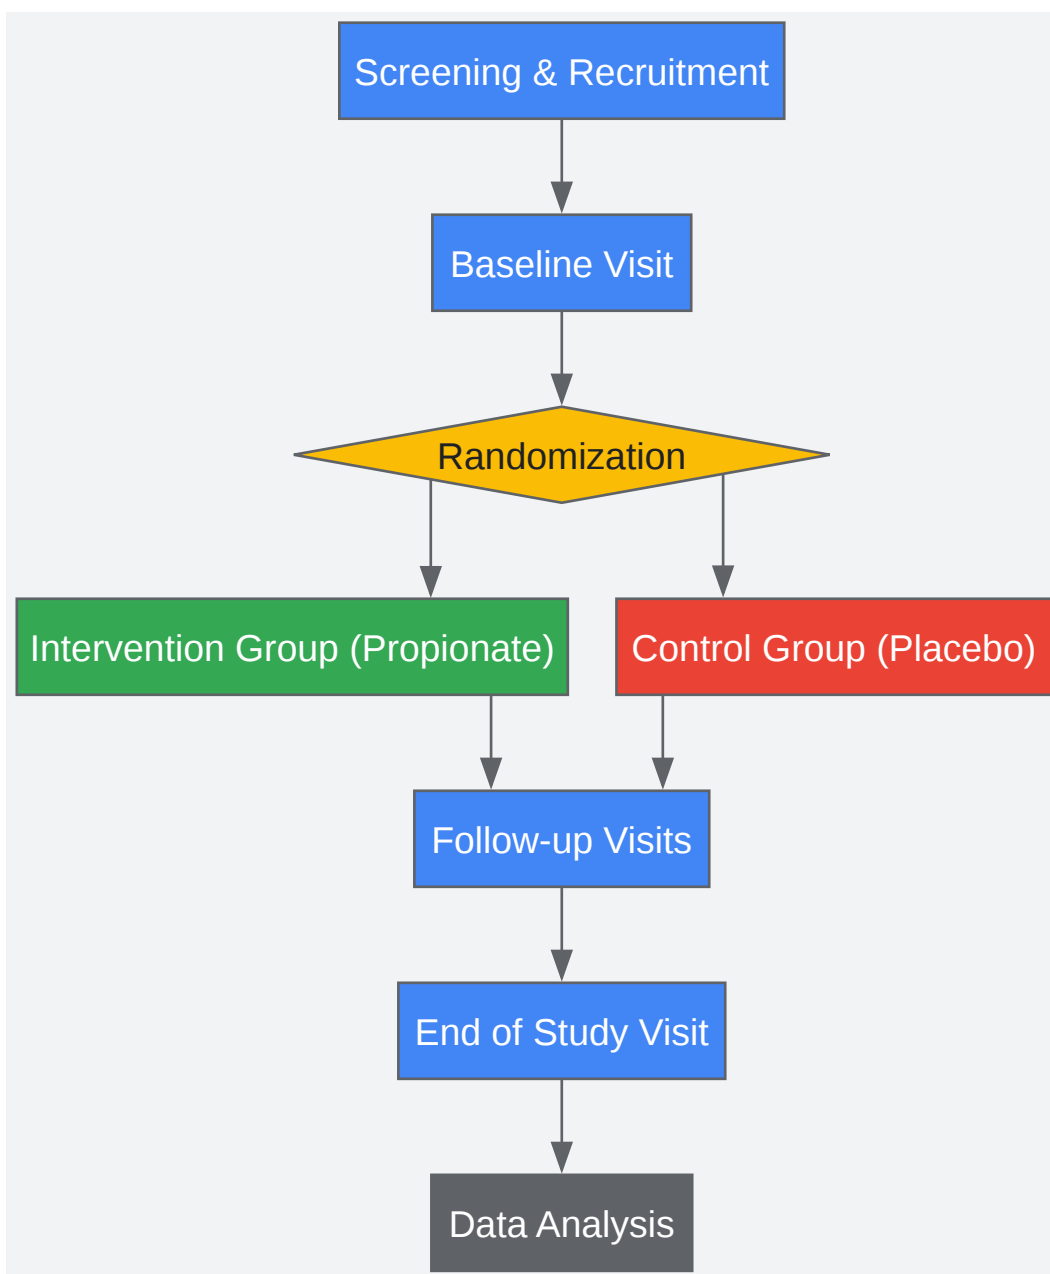 Screening & Recruitment
Baseline Visit
Randomization
Intervention Group (Propionate)
Control Group (Placebo)
Follow-up Visits
End of Study Visit
Data Analysis